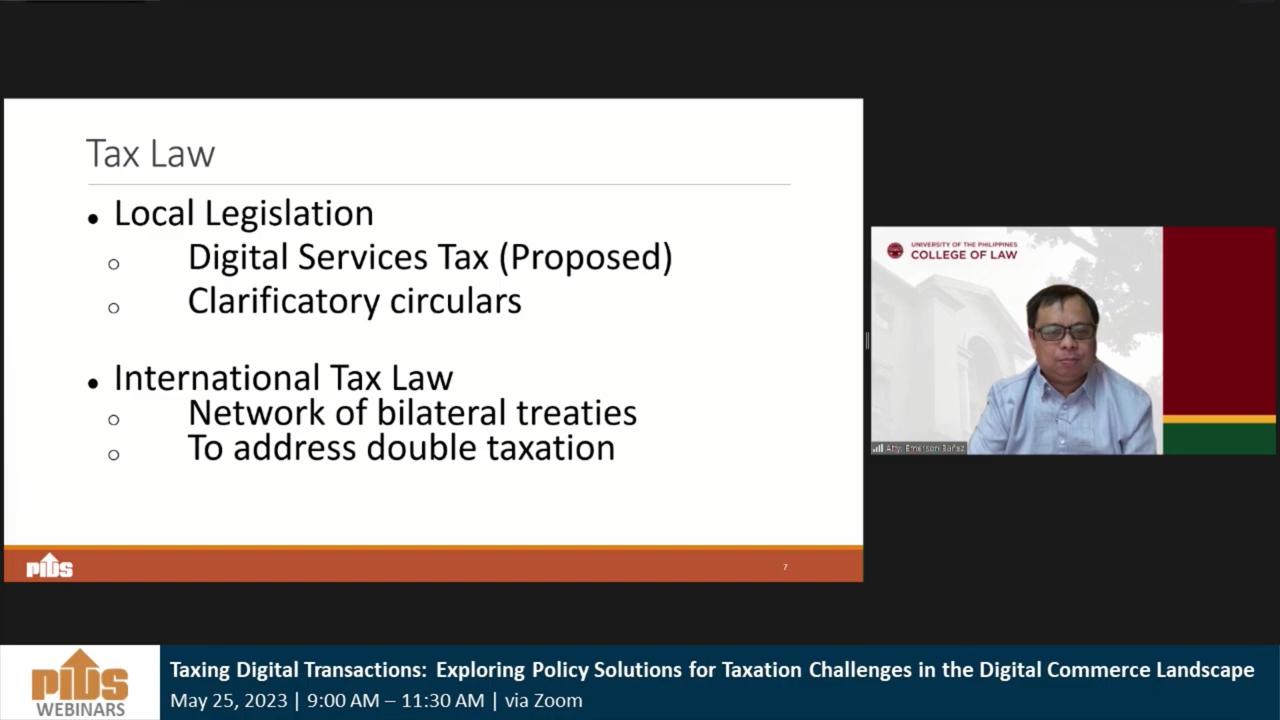 Tax Law
• Local Legislation
o Digital Services Tax (Proposed)
o Clarificatory circulars
• International Tax Law
o Network of bilateral treaties
o To address double taxation
pids
7
UNIVERSITY OF THE PHILIPPINES
COLLEGE OF LAW
Atty. Emerson Bañez
pids
WEBINARS
Taxing Digital Transactions: Exploring Policy Solutions for Taxation Challenges in the Digital Commerce Landscape
May 25, 2023 | 9:00 AM – 11:30 AM | via Zoom